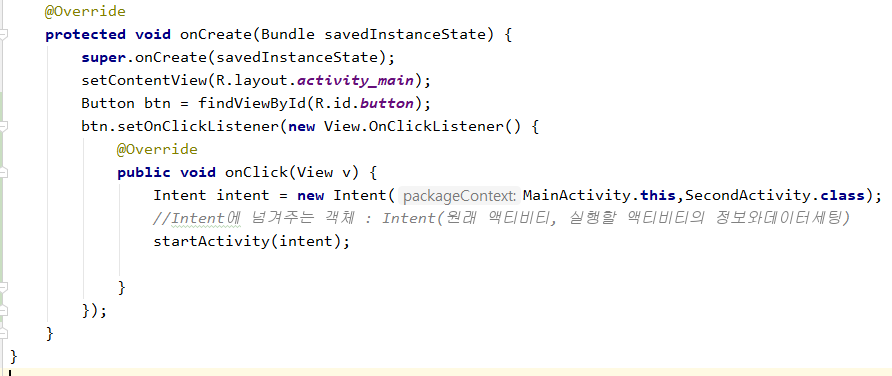 @Override
protected void onCreate(Bundle savedInstanceState) {
super.onCreate(savedInstanceState);
setContentView(R.layout.activity_main);
Button btn = findViewById(R.id.button);
btn.setOnClickListener(new View.OnClickListener() {
@Override
public void onClick(View v) {
Intent intent = new Intent( packageContext: MainActivity.this,SecondActivity.class);
//Intent에 넘겨주는 객체 : Intent(원래 액티비티, 실행할 액티비티의 정보와데이터세팅)
startActivity(intent);
}
});
}
}